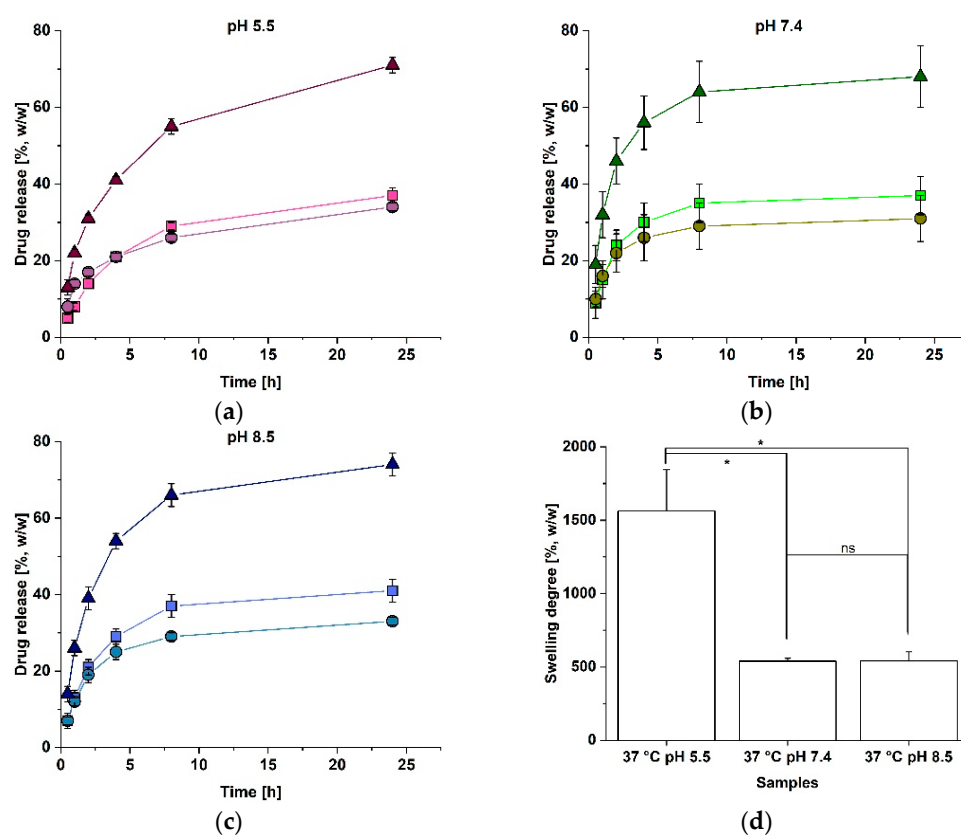 pH 5.5
Drug release [%, w/w]
80
60
40
20
0
0 5 10 15 20 25
Time [h]
(a)
pH 7.4
Drug release [%, w/w]
80
60
40
20
0
0 5 10 15 20 25
Time [h]
(b)
pH 8.5
Drug release [%, w/w]
80
60
40
20
0
0 5 10 15 20 25
Time [h]
(c)
Swelling degree [%, w/w]
2000
1500
1000
500
0
*
*
ns
37 °C pH 5.5 37 °C pH 7.4 37 °C pH 8.5
Samples
(d)